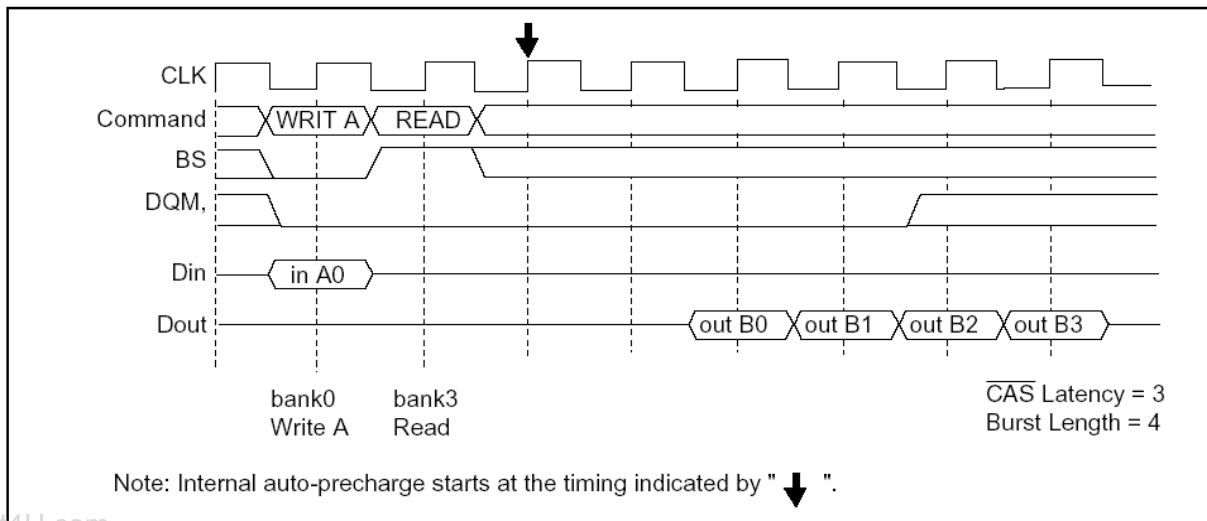 CLK
Command WRIT A READ
BS
DQM,
Din in A0
Dout out B0 out B1 out B2 out B3
bank0 bank3 CAS Latency = 3
Write A Read Burst Length = 4
Note: Internal auto-precharge starts at the timing indicated by " ".